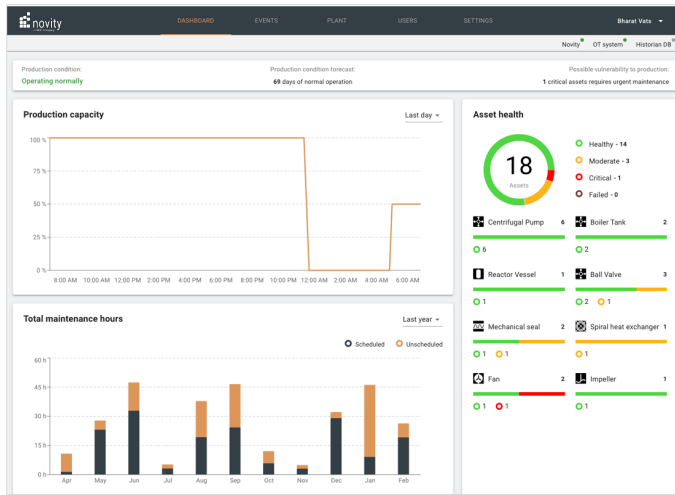 novity
DASHBOARD
EVENTS
PLANT
USERS
SETTINGS
Bharat Vats
Novity
OT system
Historian DB
Production condition:
Operating normally
Production condition forecast:
69 days of normal operation
Possible vulnerability to production:
1 critical assets requires urgent maintenance
Production capacity
Last day
100 %
75 %
50 %
25 %
0 %
8:00 AM 10:00 AM 12:00 PM 2:00 PM 4:00 PM 6:00 PM 8:00 PM 10:00 PM 12:00 AM 2:00 AM 4:00 AM 6:00 AM
Total maintenance hours
Last year
Scheduled
Unscheduled
60 h
45 h
30 h
15 h
0 h
Apr May Jun Jul Aug Sep Oct Nov Dec Jan Feb
Asset health
18
Assets
Healthy - 14
Moderate - 3
Critical - 1
Failed - 0
Centrifugal Pump 6
6
Boiler Tank 2
2
Reactor Vessel 1
1
Ball Valve 3
2 1
Mechanical seal 2
1 1
Spiral heat exchanger 1
1
Fan 2
1 1
Impeller 1
1